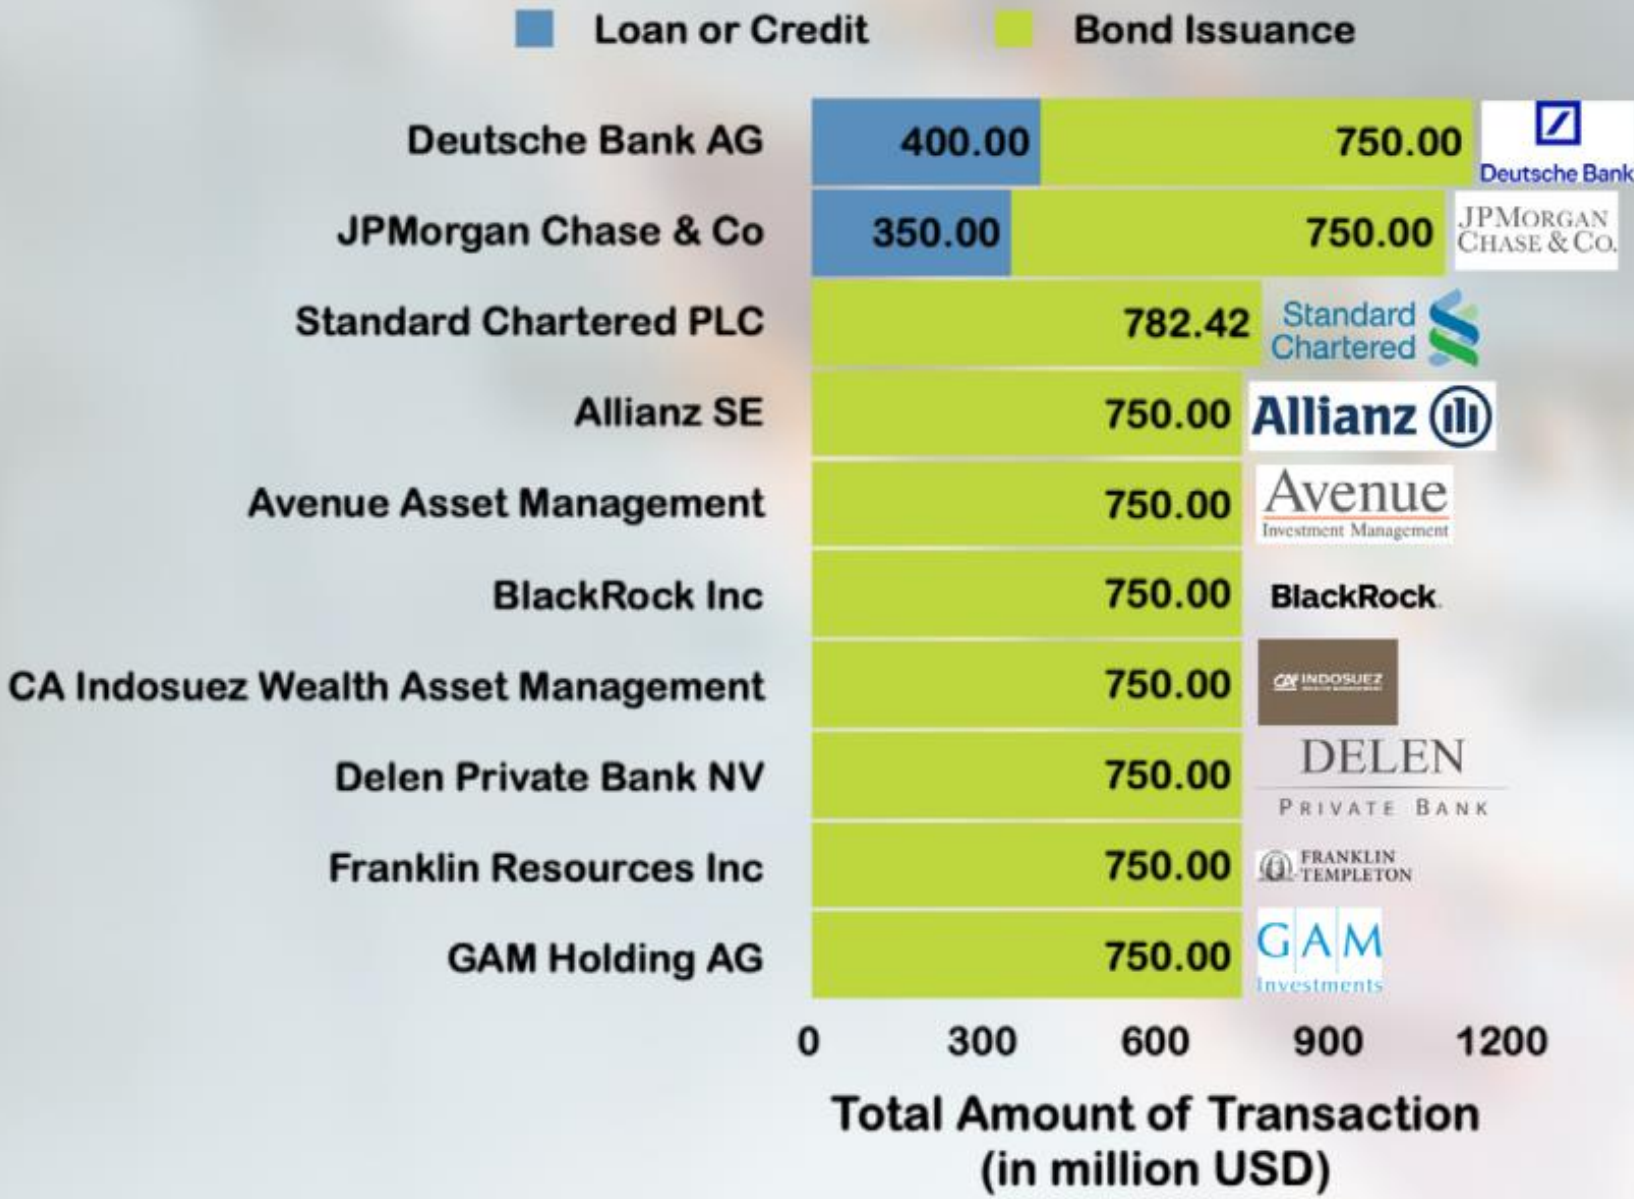 Loan or Credit Bond Issuance
Deutsche Bank AG 400.00 750.00 Deutsche Bank
JPMorgan Chase & Co 350.00 750.00 JPMORGAN
CHASE & CO.
Standard Chartered PLC 782.42 Standard
Chartered
Allianz SE 750.00 Allianz
Avenue Asset Management 750.00 Avenue
Investment Management
BlackRock Inc 750.00 BlackRock.
CA Indosuez Wealth Asset Management 750.00 CA INDOSUEZ
Delen Private Bank NV 750.00 DELEN
PRIVATE BANK
Franklin Resources Inc 750.00 FRANKLIN
TEMPLETON
GAM Holding AG 750.00 GAM
Investments
0 300 600 900 1200
Total Amount of Transaction
(in million USD)